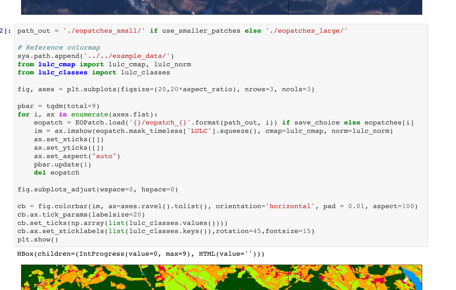 2]: path_out = './eopatches_small/' if use_smaller_patches else './eopatches_large/'
# Reference colormap
sys.path.append('../../example_data/')
from lulc_cmap import lulc_cmap, lulc_norm
from lulc_classes import lulc_classes
fig, axes = plt.subplots(figsize=(20,20*aspect_ratio), nrows=3, ncols=3)
pbar = tqdm(total=9)
for i, ax in enumerate(axes.flat):
eopatch = EOPatch.load('{}/eopatch_{}'.format(path_out, i)) if save_choice else eopatches[i]
im = ax.imshow(eopatch.mask_timeless['LULC'].squeeze(), cmap=lulc_cmap, norm=lulc_norm)
ax.set_xticks([])
ax.set_yticks([])
ax.set_aspect("auto")
pbar.update(1)
del eopatch
fig.subplots_adjust(wspace=0, hspace=0)
cb = fig.colorbar(im, ax=axes.ravel().tolist(), orientation='horizontal', pad = 0.01, aspect=100)
cb.ax.tick_params(labelsize=20)
cb.set_ticks(np.array(list(lulc_classes.values())))
cb.ax.set_xticklabels(list(lulc_classes.keys()),rotation=45,fontsize=15)
plt.show()
HBox(children=(IntProgress(value=0, max=9), HTML(value='')))